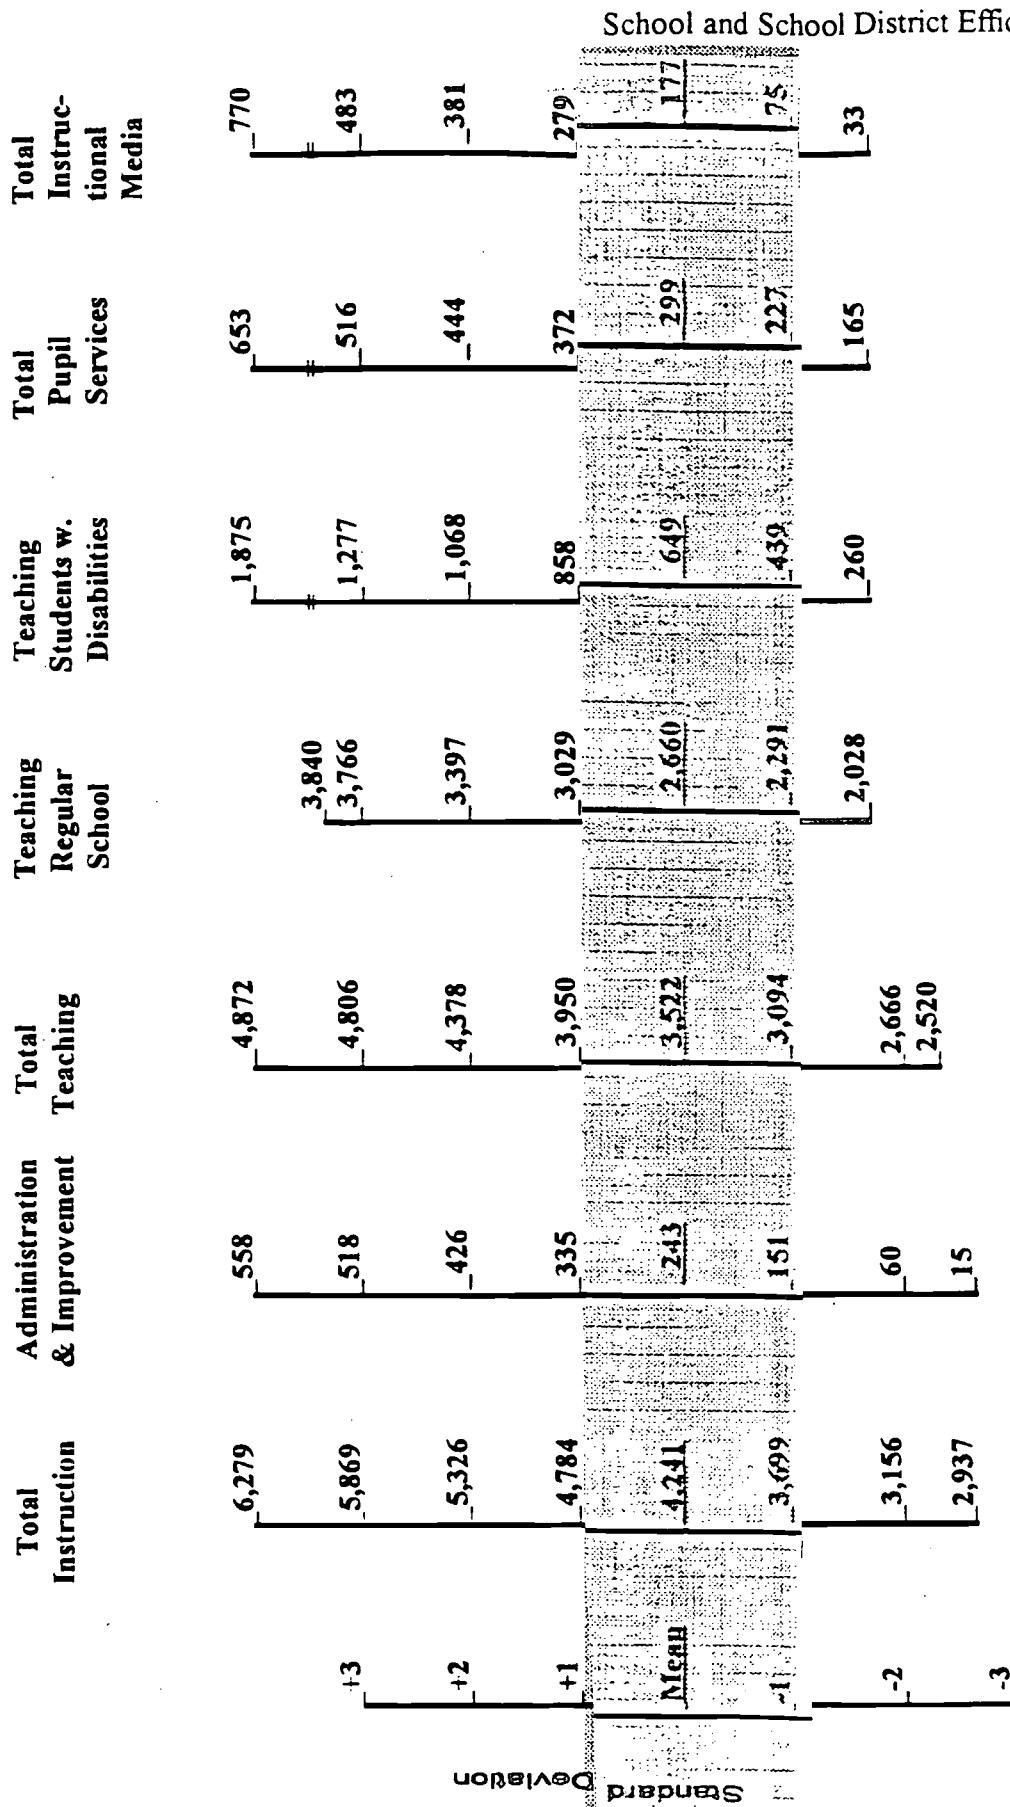 School and School District Effic
Total
Instruction
6,279
5,869
5,326
4,784
4,241
3,699
3,156
2,937
Administration
& Improvement
558
518
426
335
243
151
60
15
Total
Teaching
4,872
4,806
4,378
3,950
3,522
3,094
2,666
2,520
Teaching
Regular
School
3,840
3,766
3,397
3,029
2,660
2,291
2,028
Teaching
Students w.
Disabilities
1,875
1,277
1,068
858
649
439
260
Total
Pupil
Services
653
516
444
372
299
227
165
Total
Instruc-
tional
Media
770
483
381
279
177
75
33
+3
+2
+1
Mean
-1
-2
-3
Standard
Deviation